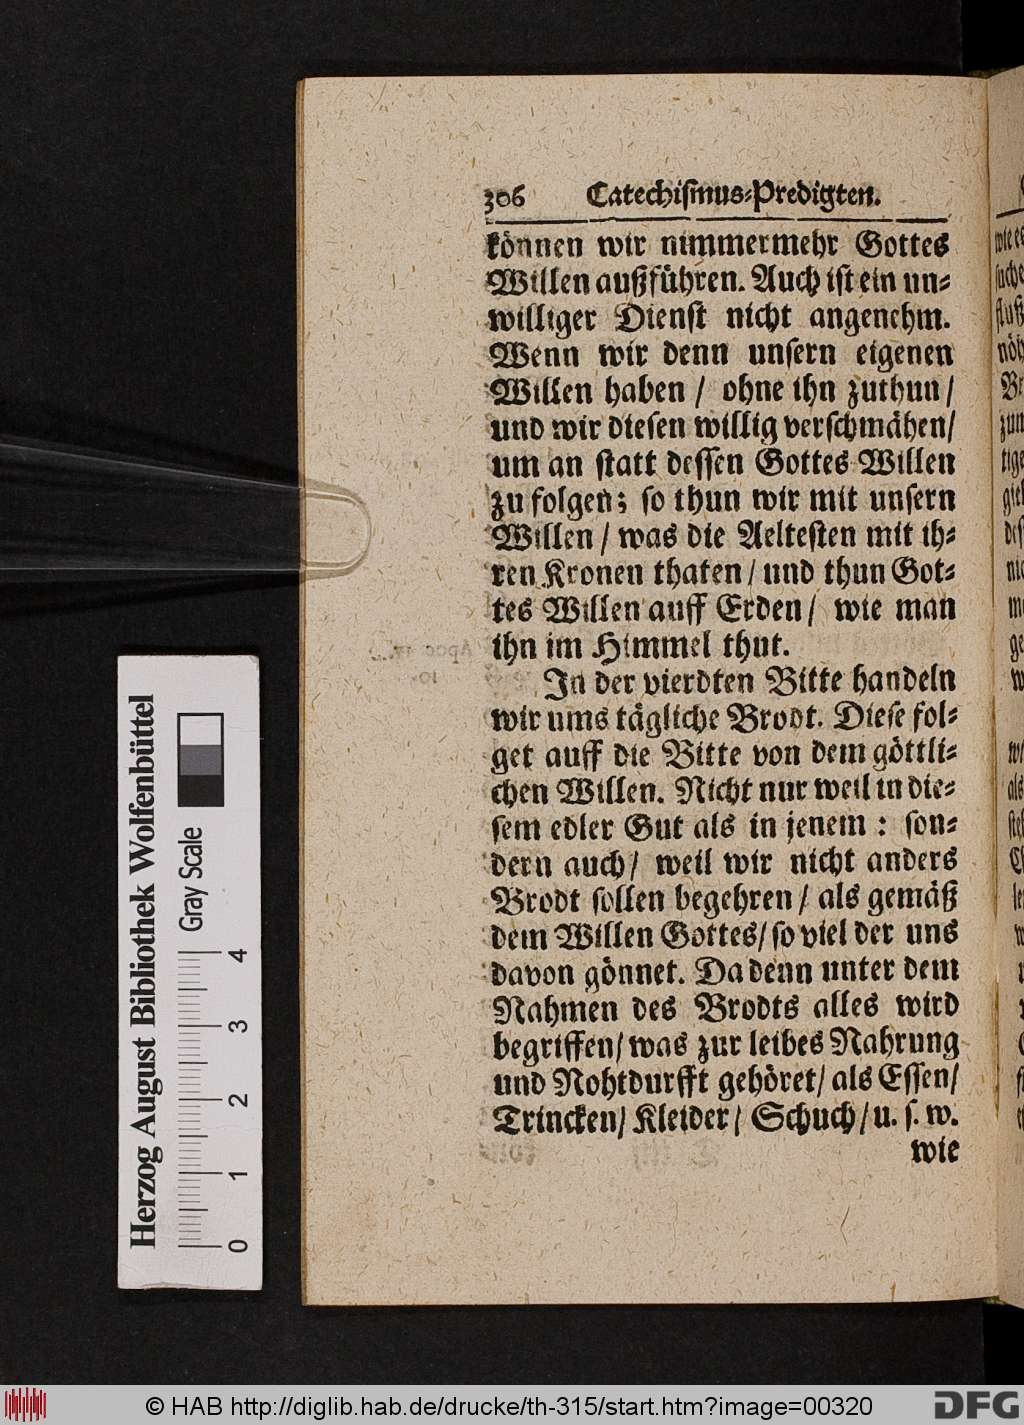 306 Catechismus-Predigten.
können wir nimmermehr Gottes
Willen außführen. Auch ist ein un-
williger Dienst nicht angenehm.
Wenn wir denn unsern eigenen
Willen haben / ohne ihn zuthun /
und wir diesen willig verschmähen/
um an statt dessen Gottes Willen
zu folgen; so thun wir mit unsern
Willen / was die Aeltesten mit ih-
ren Kronen thaten / und thun Got-
tes Willen auff Erden / wie man
ihn im Himmel thut.
In der vierdten Bitte handeln
wir ums tägliche Brodt. Diese fol-
get auff die Bitte von dem göttli-
chen Willen. Nicht nur weil in die-
sem edler Gut als in jenem : son-
dern auch / weil wir nicht anders
Brodt sollen begehren / als gemäß
dem Willen Gottes / so viel der uns
davon gönnet. Da denn unter dem
Nahmen des Brodts alles wird
begriffen / was zur leibes Nahrung
und Nohtdurfft gehöret / als Essen /
Trincken / Kleider / Schuch / u. s. w.
wie
Herzog August Bibliothek Wolfenbüttel
Gray Scale
0 1 2 3 4
© HAB http://diglib.hab.de/drucke/th-315/start.htm?image=00320
DFG